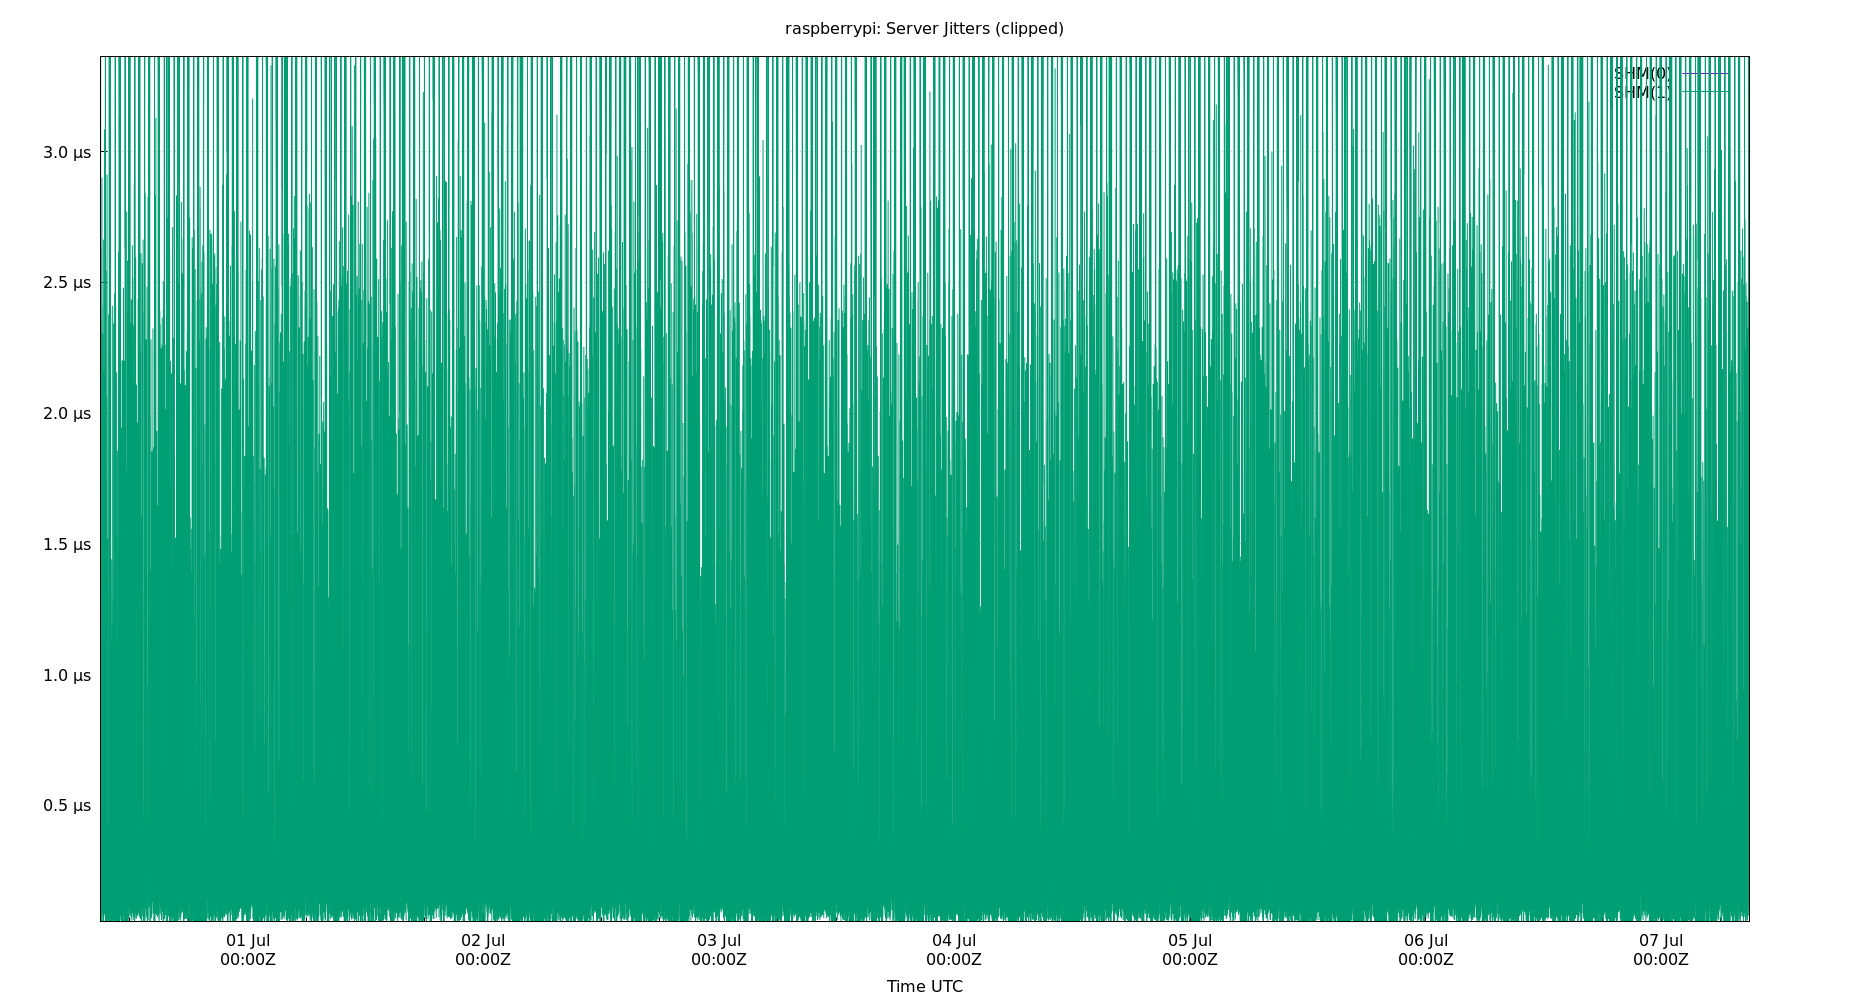 raspberrypi: Server Jitters (clipped)
SHM(0)
SHM(1)
3.0 µs
2.5 µs
2.0 µs
1.5 µs
1.0 µs
0.5 µs
01 Jul 02 Jul 03 Jul 04 Jul 05 Jul 06 Jul 07 Jul
00:00Z 00:00Z 00:00Z 00:00Z 00:00Z 00:00Z 00:00Z
Time UTC